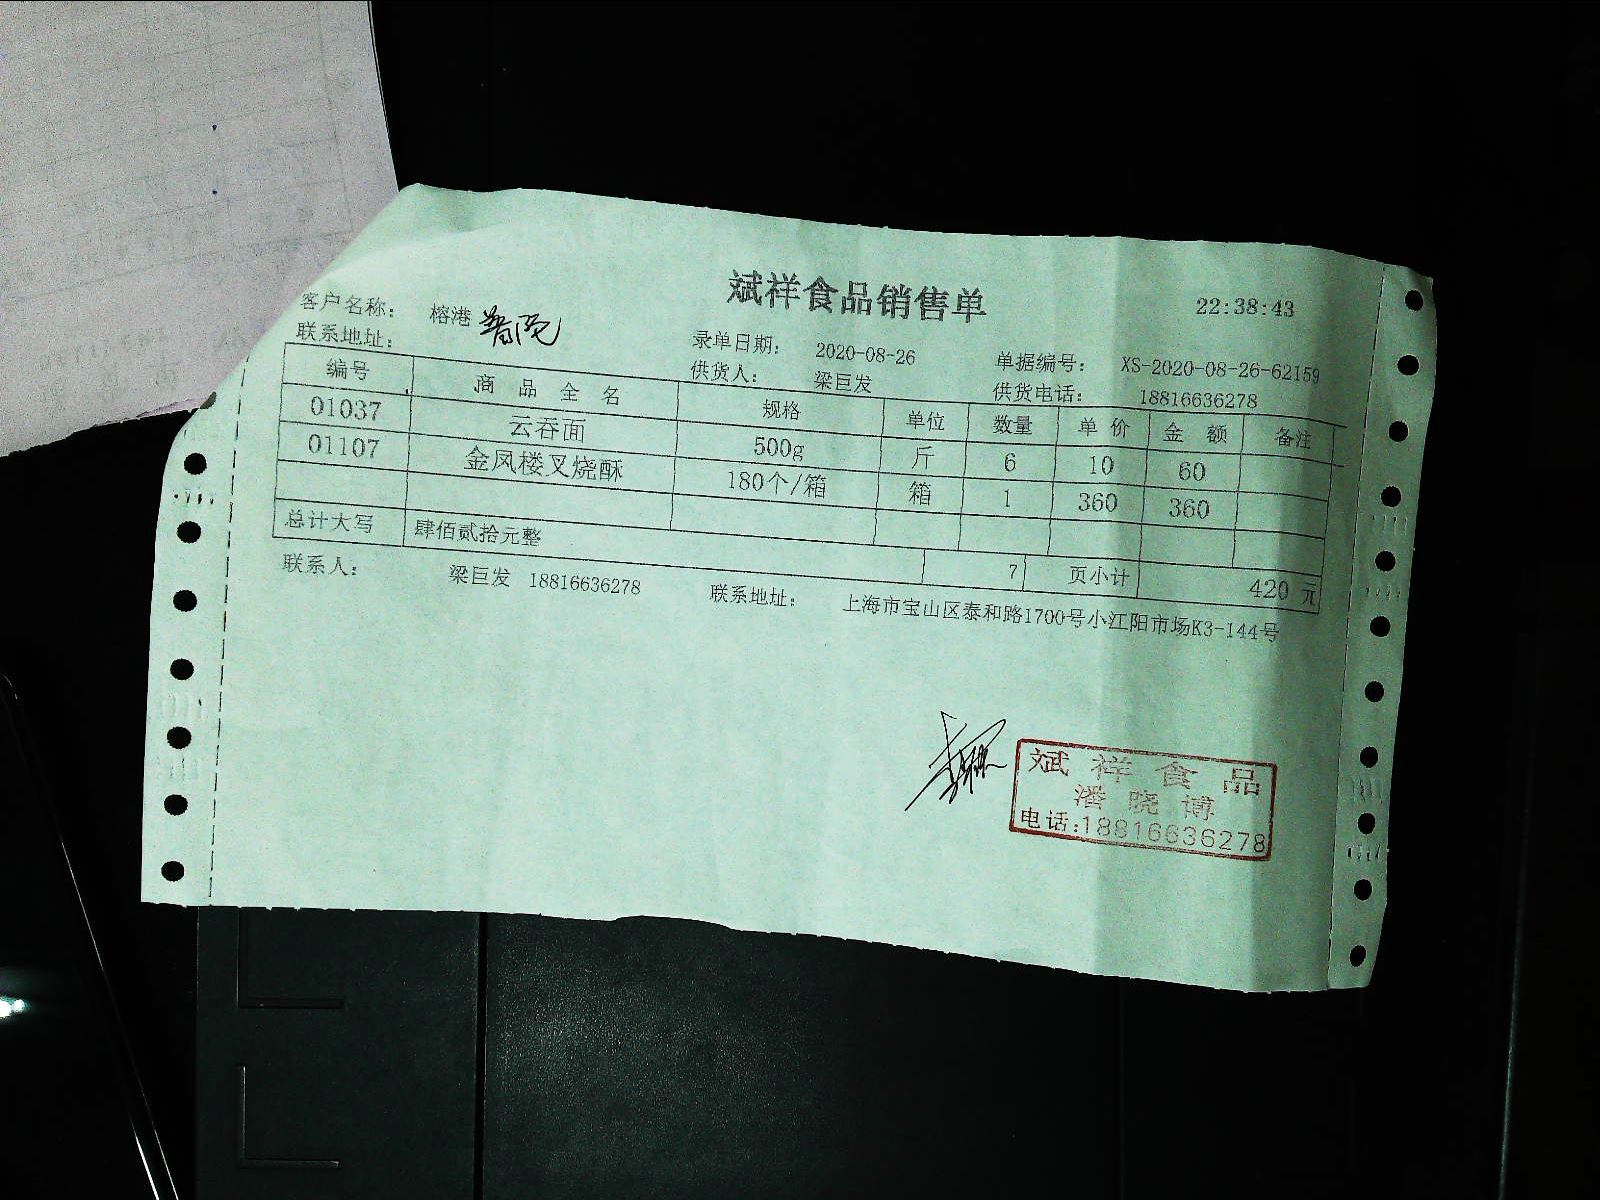 斌祥食品销售单 22:38:43
客户名称： 榕港 录单日期： 2020-08-26 单据编号： XS-2020-08-26-62159
联系地址： 供货人： 梁巨发 供货电话： 18816636278
编号 商品全名 规格 单位 数量 单价 金额 备注
01037 云吞面 500g 斤 6 10 60
01107 金凤楼叉烧酥 180个/箱 箱 1 360 360
总计大写 肆佰贰拾元整 7 页小计 420 元
联系人： 梁巨发 18816636278 联系地址： 上海市宝山区泰和路1700号小江阳市场K3-144号
斌祥食品
潘晓博
电话:18816636278